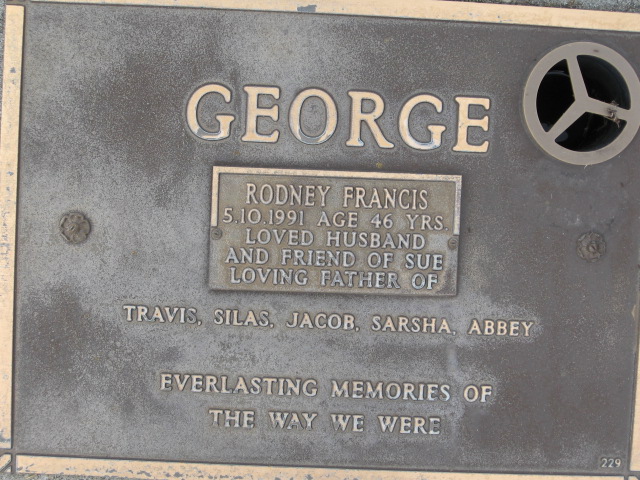 GEORGE
RODNEY FRANCIS
5.10.1991 AGE 46 YRS.
LOVED HUSBAND
AND FRIEND OF SUE
LOVING FATHER OF
TRAVIS, SILAS, JACOB, SARSHA, ABBEY
EVERLASTING MEMORIES OF
THE WAY WE WERE
229